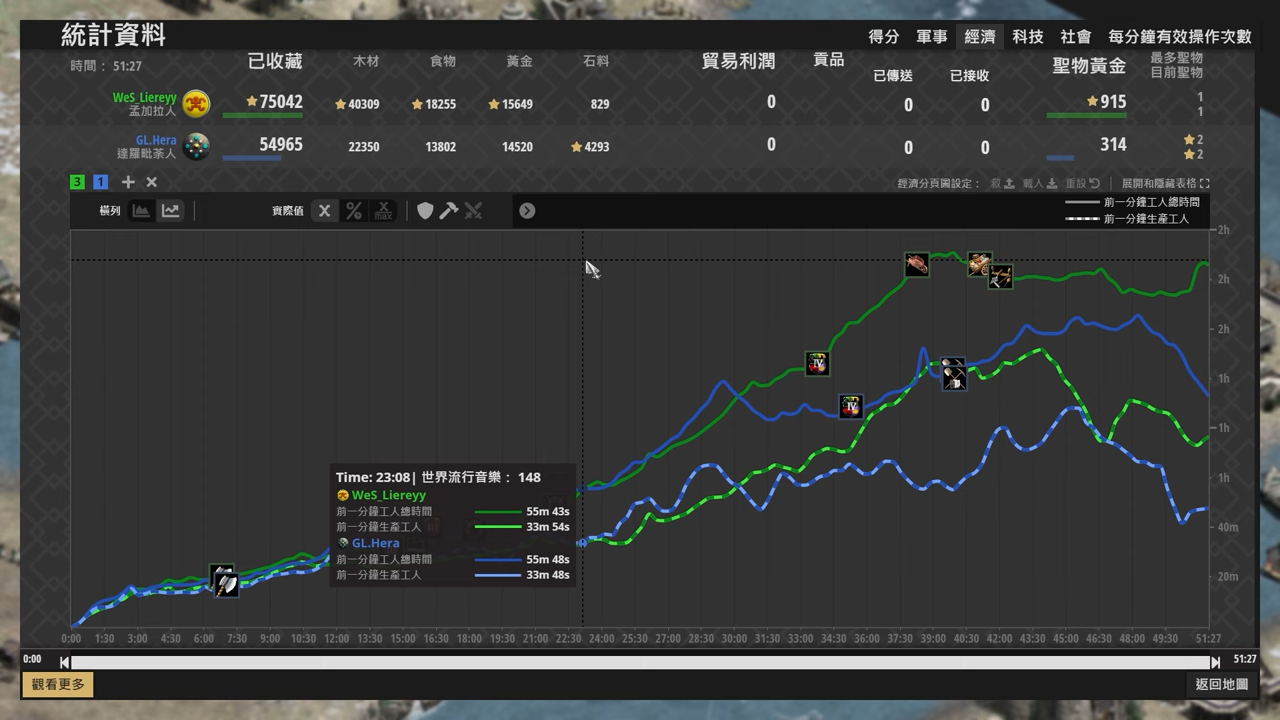 統計資料
得分 軍事 經濟 科技 社會 每分鐘有效操作次數
時間： 51:27
已收藏 木材 食物 黃金 石料 貿易利潤 貢品 已傳送 已接收 聖物黃金 最多聖物
目前聖物
WeS_Liereyy
孟加拉人
75042 40309 18255 15649 829 0 0 0 915 1
1
GL.Hera
達羅毗荼人
54965 22350 13802 14520 4293 0 0 0 314 2
2
3 1 + ×
經濟分頁圖設定： 載入 重設 展開和隱藏表格
橫列 實際值 X % X max
前一分鐘工人總時間
前一分鐘生產工人
2h
2h
2h
1h
1h
1h
40m
20m
IV
IV
Time: 23:08| 世界流行音樂： 148
WeS_Liereyy
前一分鐘工人總時間 55m 43s
前一分鐘生產工人 33m 54s
GL.Hera
前一分鐘工人總時間 55m 48s
前一分鐘生產工人 33m 48s
0:00 1:30 3:00 4:30 6:00 7:30 9:00 10:30 12:00 13:30 15:00 16:30 18:00 19:30 21:00 22:30 24:00 25:30 27:00 28:30 30:00 31:30 33:00 34:30 36:00 37:30 39:00 40:30 42:00 43:30 45:00 46:30 48:00 49:30 51:27
0:00 51:27
觀看更多 返回地圖